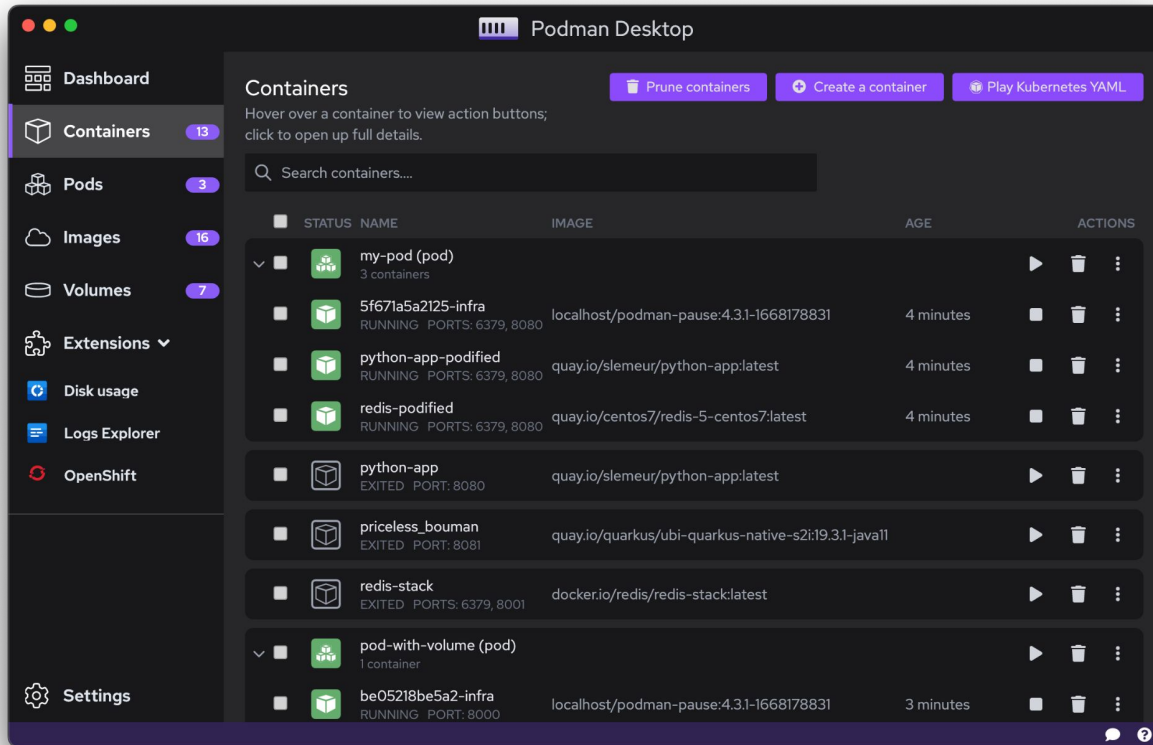 Podman Desktop
Dashboard
Containers 13
Pods 3
Images 16
Volumes 7
Extensions
Disk usage
Logs Explorer
OpenShift
Settings
Containers
Prune containers
Create a container
Play Kubernetes YAML
Hover over a container to view action buttons;
click to open up full details.
Search containers....
STATUS NAME IMAGE AGE ACTIONS
my-pod (pod)
3 containers
5f671a5a2125-infra
RUNNING PORTS: 6379, 8080
localhost/podman-pause:4.3.1-1668178831
4 minutes
python-app-podified
RUNNING PORTS: 6379, 8080
quay.io/slemeur/python-app:latest
4 minutes
redis-podified
RUNNING PORTS: 6379, 8080
quay.io/centos7/redis-5-centos7:latest
4 minutes
python-app
EXITED PORT: 8080
quay.io/slemeur/python-app:latest
priceless_bouman
EXITED PORT: 8081
quay.io/quarkus/ubi-quarkus-native-s2i:19.3.1-java11
redis-stack
EXITED PORTS: 6379, 8001
docker.io/redis/redis-stack:latest
pod-with-volume (pod)
1 container
be05218be5a2-infra
RUNNING PORT: 8000
localhost/podman-pause:4.3.1-1668178831
3 minutes